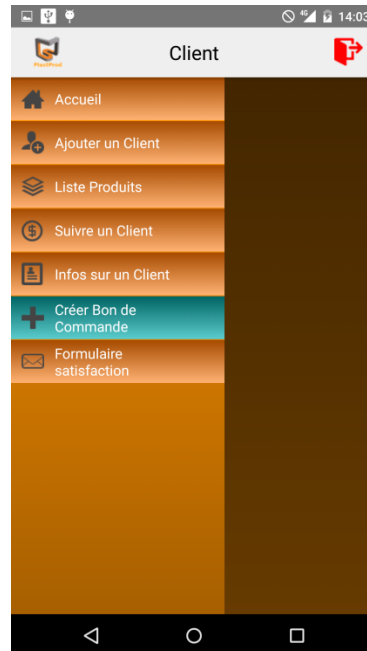 4G
14:03
Client
Accueil
Ajouter un Client
Liste Produits
Suivre un Client
Infos sur un Client
Créer Bon de
Commande
Formulaire
satisfaction